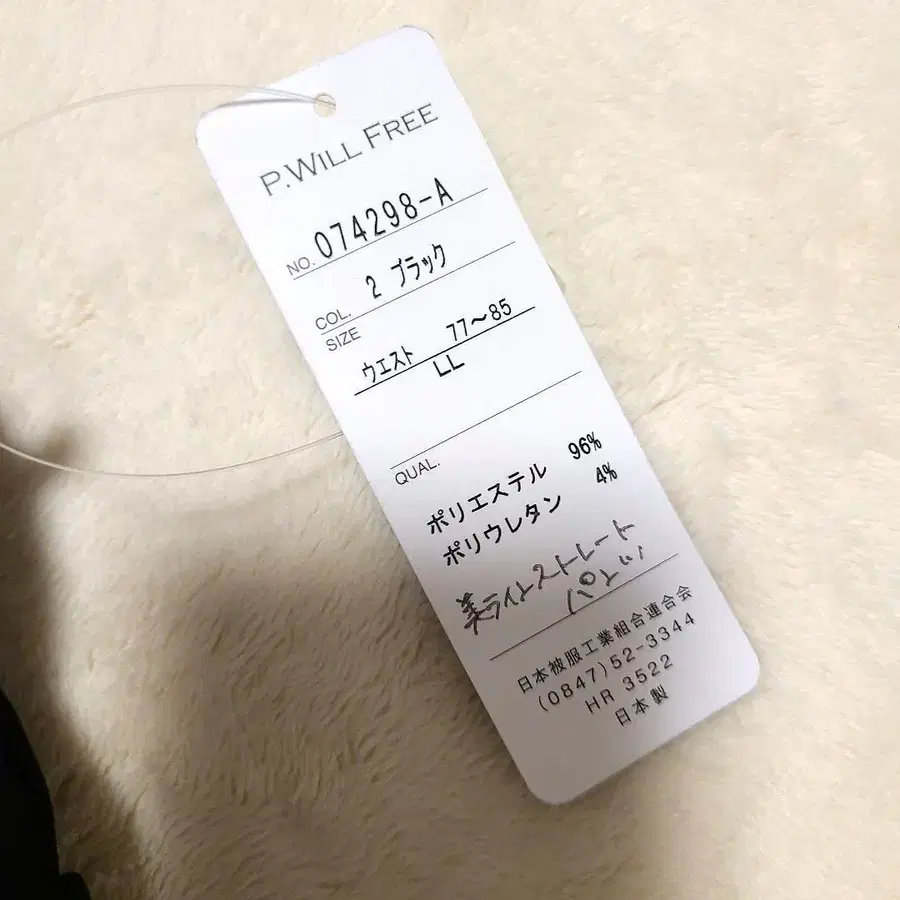 P.WILL FREE
NO. 074298-A
COL. 2 ブラック
SIZE
ウエスト 77~85
LL
QUAL.
ポリエステル 96%
ポリウレタン 4%
美ラインストレート
パンツ
日本被服工業組合連合会
(0847)52-3344
HR 3522
日本製